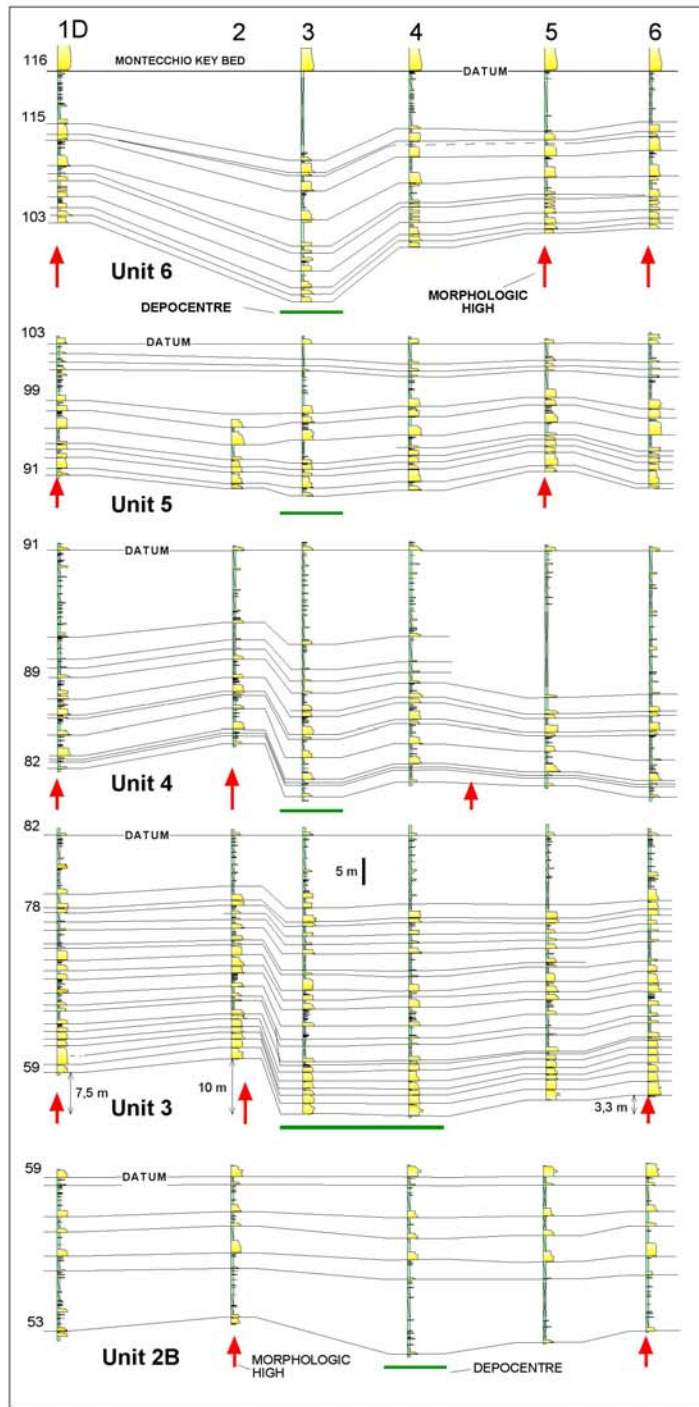 1D 2 3 4 5 6
116 MONTECCHIO KEY BED DATUM
115
103
Unit 6
DEPOCENTRE
MORPHOLOGIC
HIGH
103
DATUM
99
91
Unit 5
91
DATUM
89
82
Unit 4
82
DATUM
5 m
78
59
7,5 m
10 m
3,3 m
Unit 3
59
DATUM
53
Unit 2B
MORPHOLOGIC
HIGH
DEPOCENTRE